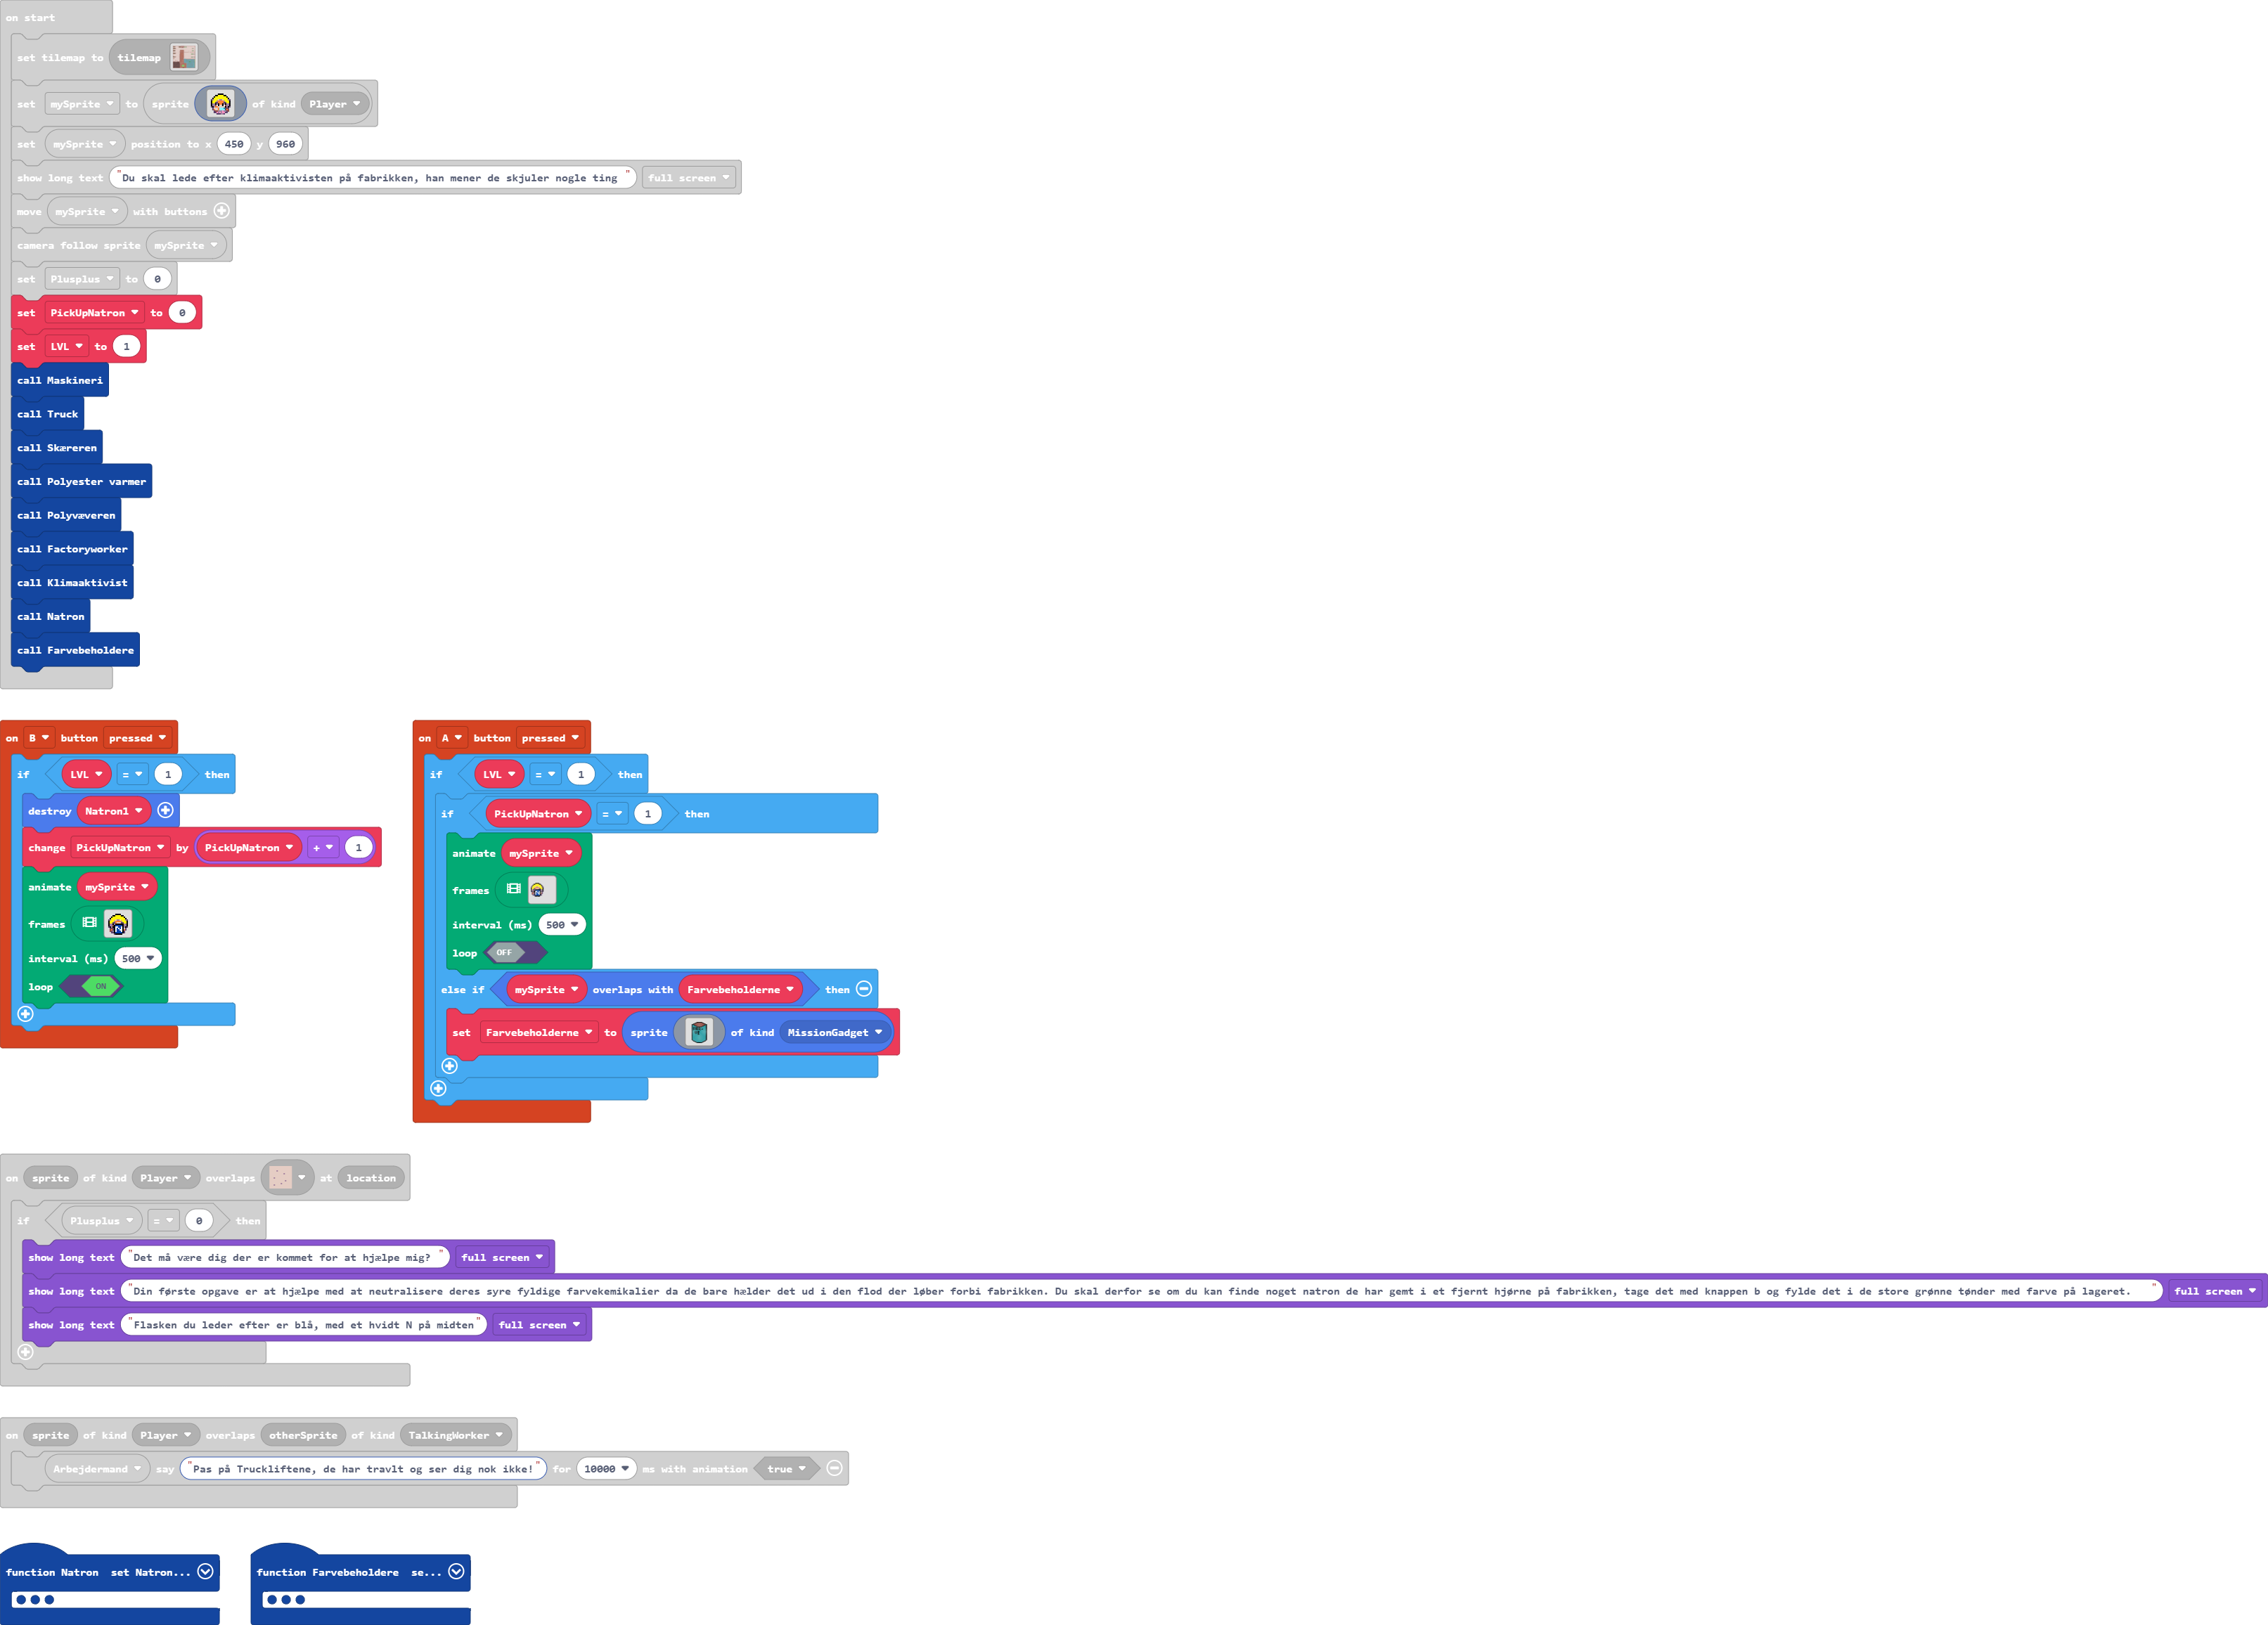 on start
set tilemap to tilemap
set mySprite to sprite of kind Player
set mySprite position to x 450 y 960
show long text "Du skal lede efter klimaaktivisten på fabrikken, han mener de skjuler nogle ting " full screen
move mySprite with buttons
camera follow sprite mySprite
set Plusplus to 0
set PickUpNatron to 0
set LVL to 1
call Maskineri
call Truck
call Skæreren
call Polyester varmer
call Polyvæveren
call Factoryworker
call Klimaaktivist
call Natron
call Farvebeholdere
on B button pressed
if LVL = 1 then
destroy Natron1
change PickUpNatron by PickUpNatron + 1
animate mySprite
frames N
interval (ms) 500
loop ON
on A button pressed
if LVL = 1 then
if PickUpNatron = 1 then
animate mySprite
frames N
interval (ms) 500
loop OFF
else if mySprite overlaps with Farvebeholderne then
set Farvebeholderne to sprite of kind MissionGadget
on sprite of kind Player overlaps at location
if Plusplus = 0 then
show long text "Det må være dig der er kommet for at hjælpe mig? " full screen
show long text "Din første opgave er at hjælpe med at neutralisere deres syre fyldige farvekemikalier da de bare hælder det ud i den flod der løber forbi fabrikken. Du skal derfor se om du kan finde noget natron de har gemt i et fjernt hjørne på fabrikken, tage det med knappen b og fylde det i de store grønne tønder med farve på lageret. " full screen
show long text "Flasken du leder efter er blå, med et hvidt N på midten" full screen
on sprite of kind Player overlaps otherSprite of kind TalkingWorker
Arbejdermand say "Pas på Truckliftene, de har travlt og ser dig nok ikke!" for 10000 ms with animation true
function Natron set Natron...
function Farvebeholdere se...